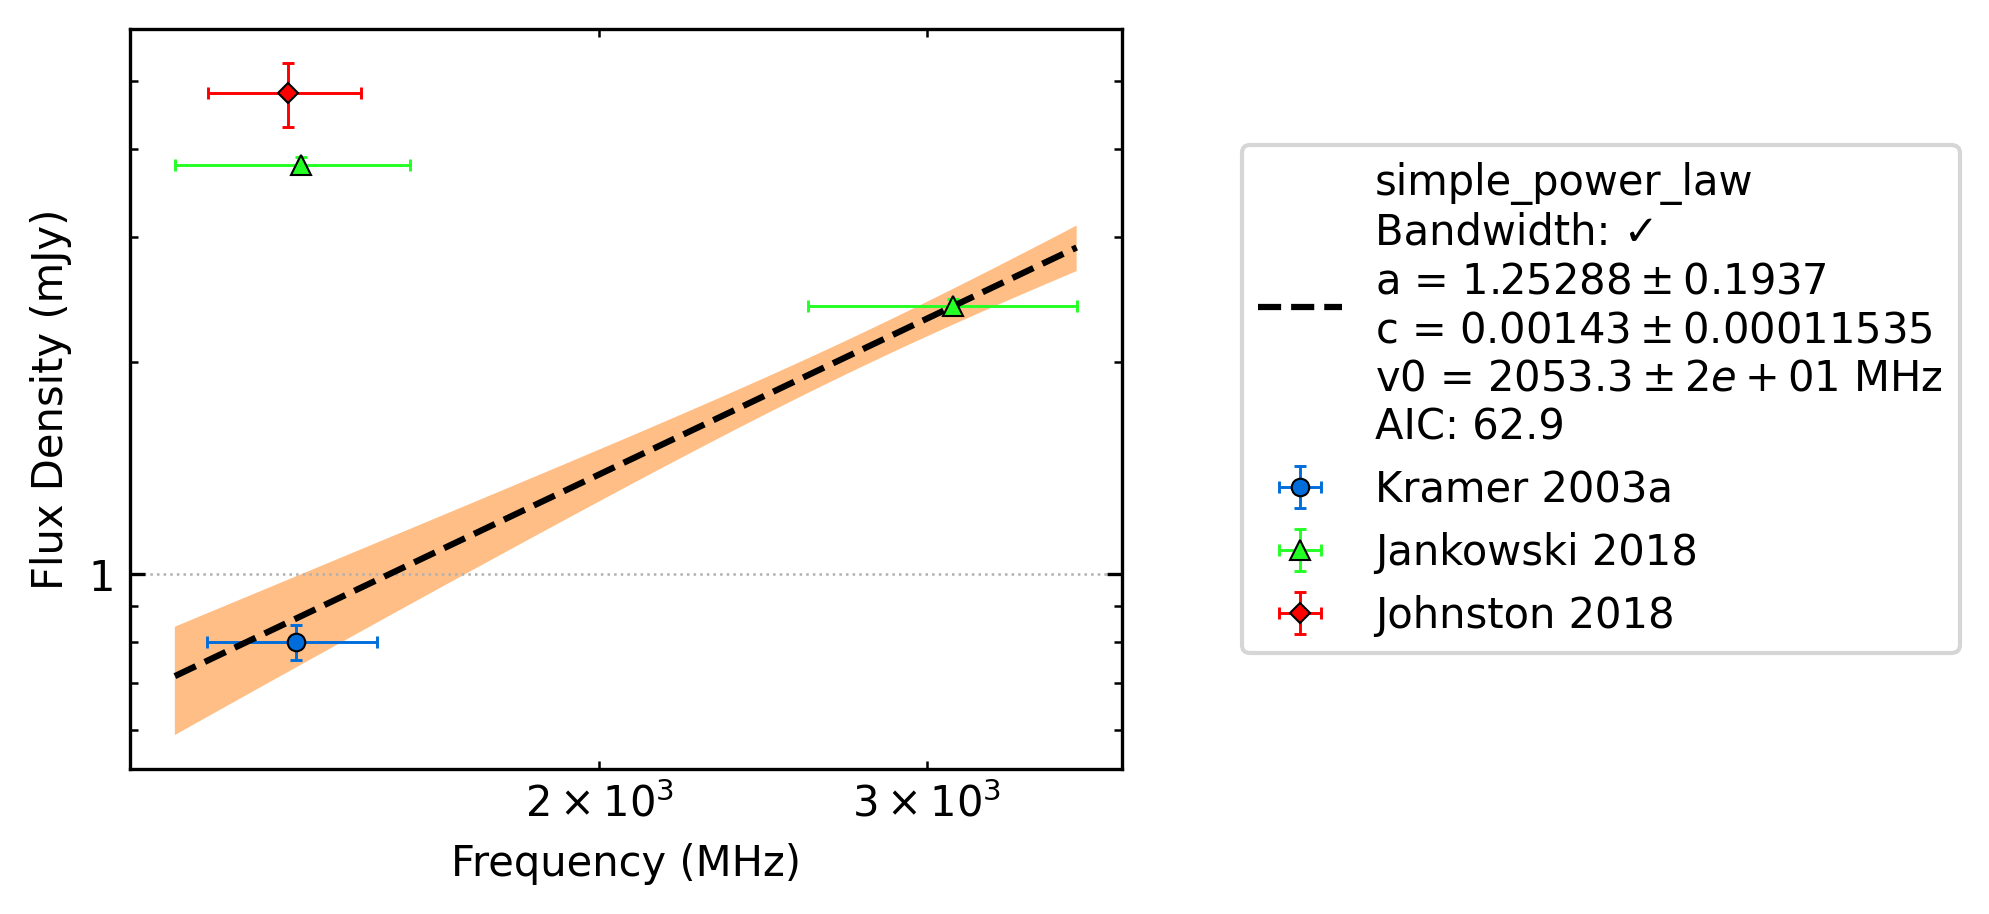 Flux Density (mJy)
1
2 × 10³
3 × 10³
Frequency (MHz)
simple_power_law
Bandwidth: ✓
a = 1.25288 ± 0.1937
c = 0.00143 ± 0.00011535
v0 = 2053.3 ± 2e + 01 MHz
AIC: 62.9
Kramer 2003a
Jankowski 2018
Johnston 2018